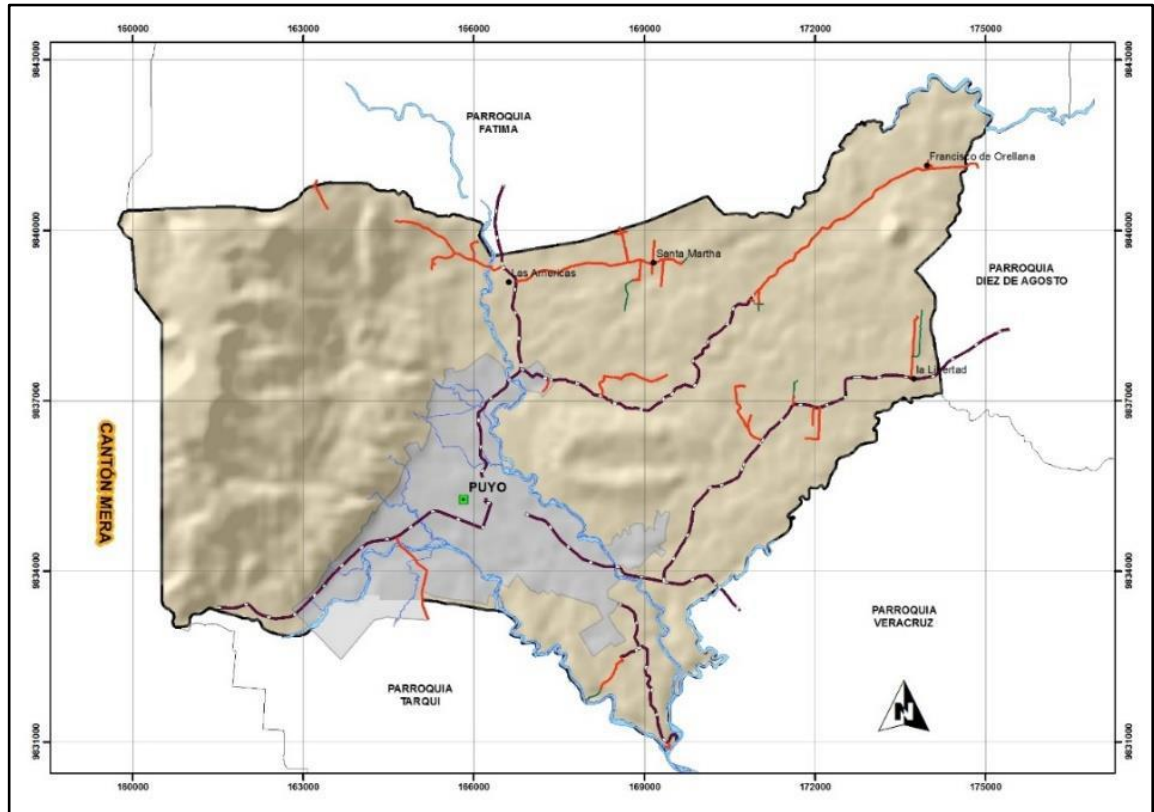 160000 163000 166000 169000 172000 175000
9843000 9843000
PARROQUIA
FATIMA
Francisco de Orellana
9840000 9840000
Santa Martha
Las Americas
PARROQUIA
DIEZ DE AGOSTO
la Libertad
9837000 9837000
CANTÓN MERA
PUYO
9834000 9834000
PARROQUIA
VERACRUZ
PARROQUIA
TARQUI
N
9831000 9831000
160000 163000 166000 169000 172000 175000